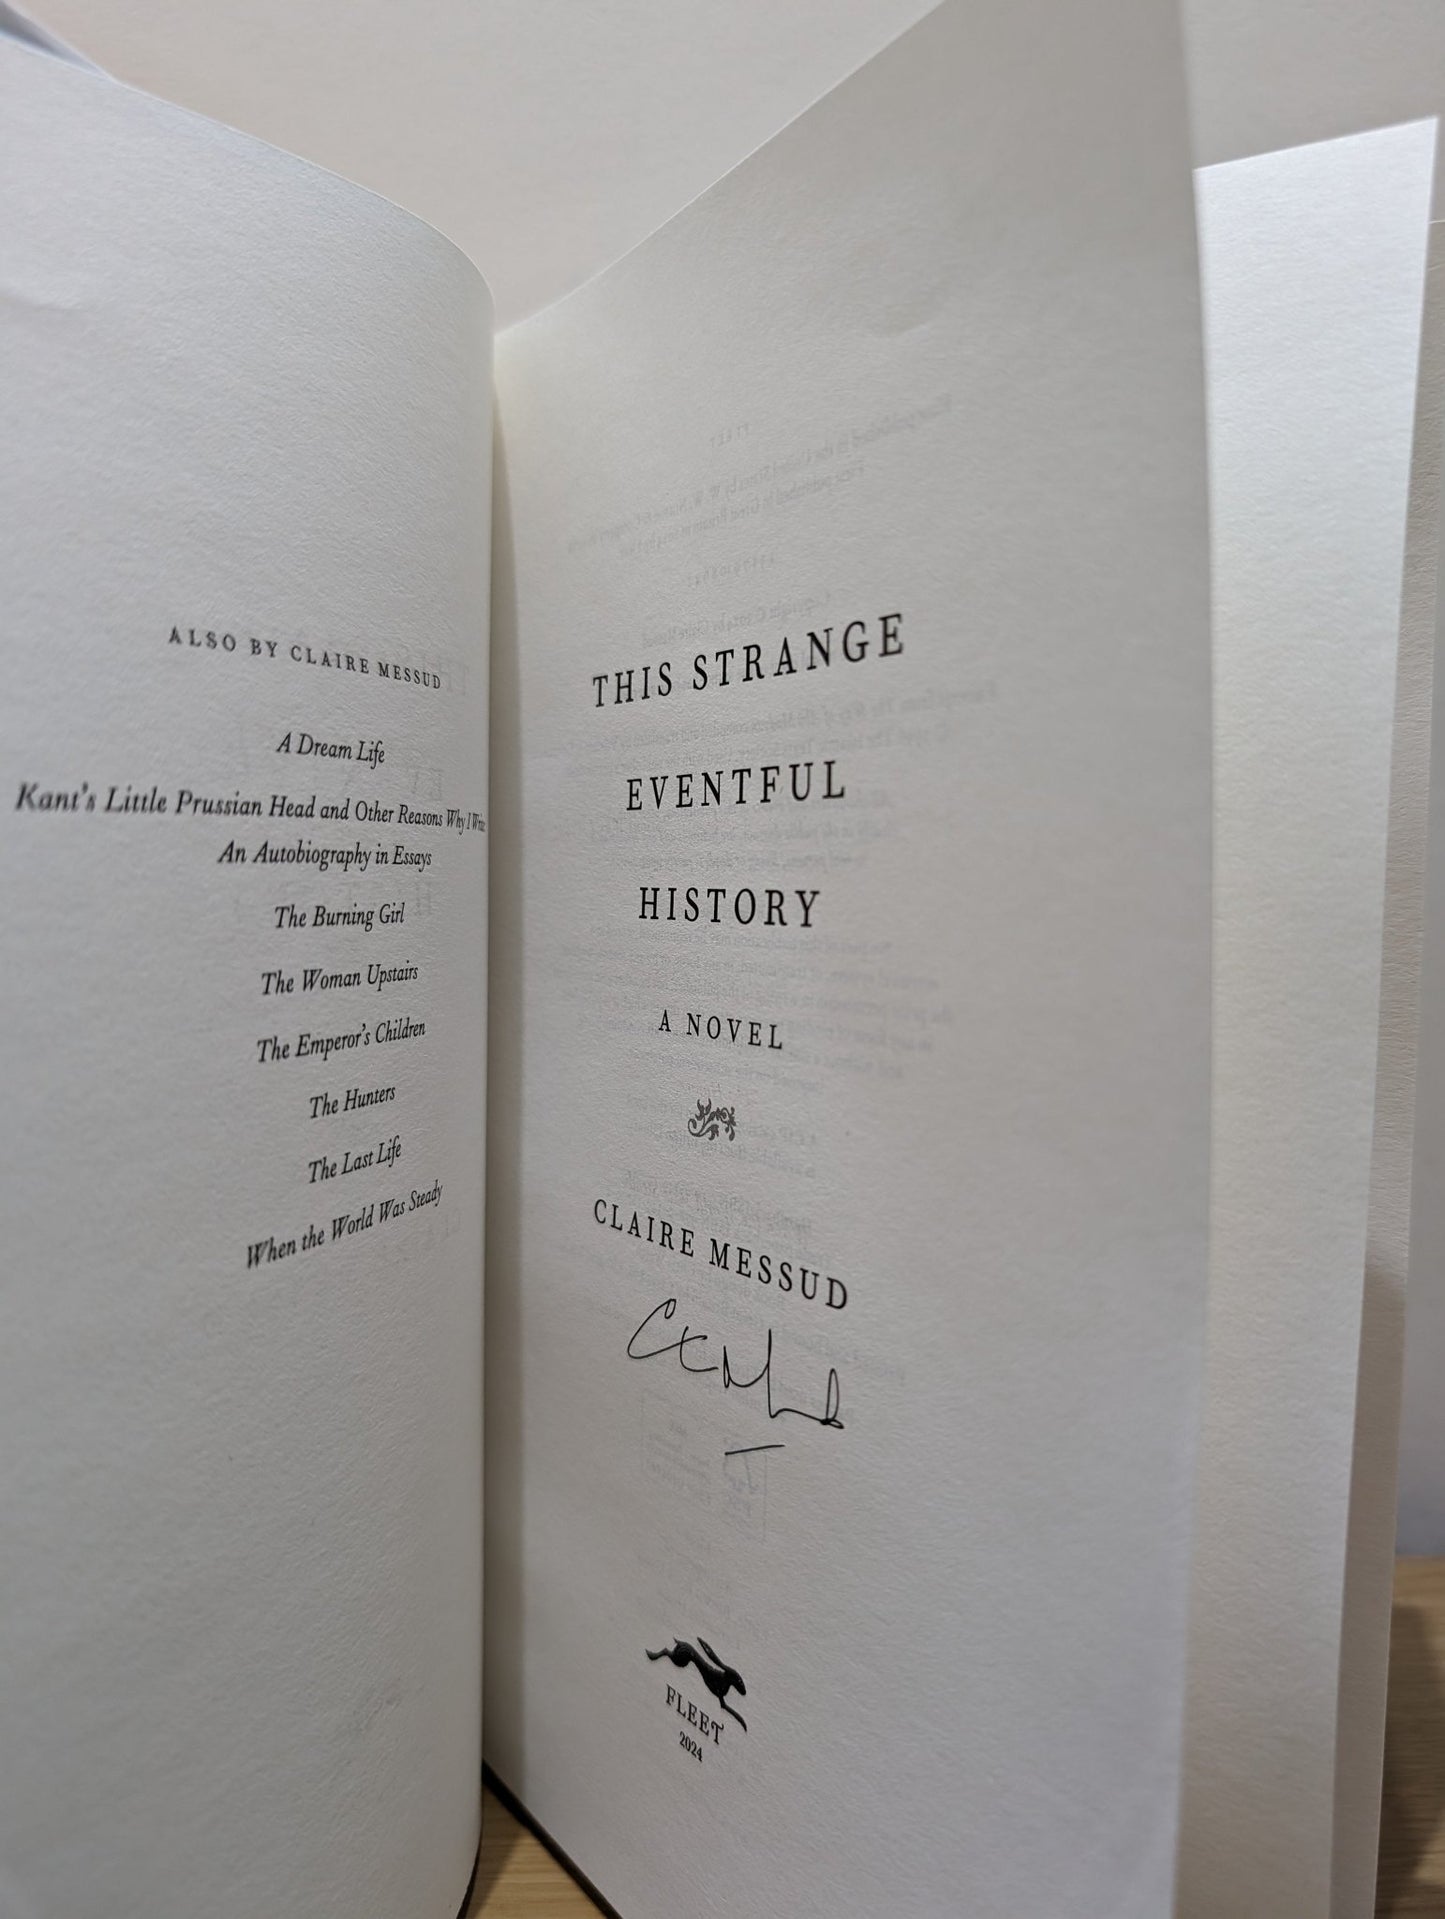 ALSO BY CLAIRE MESSUD
A Dream Life
Kant's Little Prussian Head and Other Reasons Why I Write
An Autobiography in Essays
The Burning Girl
The Woman Upstairs
The Emperor's Children
The Hunters
The Last Life
When the World Was Steady
THIS STRANGE
EVENTFUL
HISTORY
A NOVEL
CLAIRE MESSUD
FLEET
2024